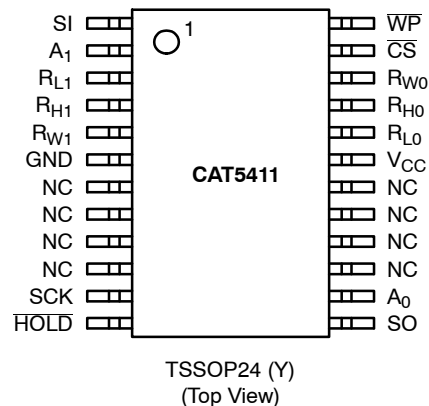 SI WP
1
A1 CS
RL1 RW0
RH1 RH0
RW1 RL0
GND VCC
CAT5411
NC NC
NC NC
NC NC
NC NC
SCK A0
HOLD SO
TSSOP24 (Y)
(Top View)